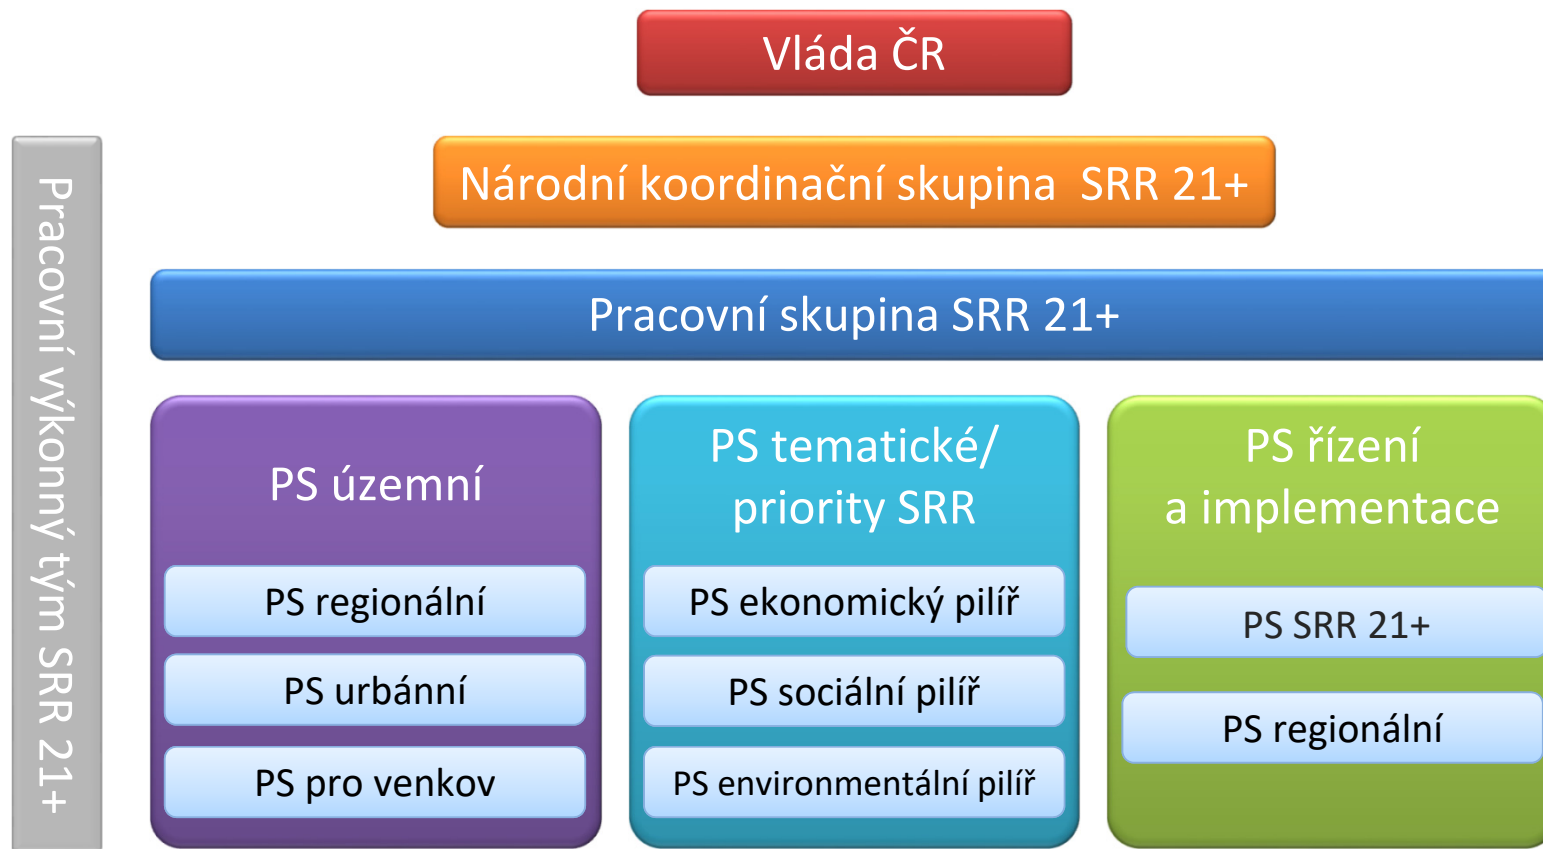 Vláda ČR
Národní koordinační skupina  SRR 21+
Pracovní skupina SRR 21+
Pracovní výkonný tým SRR 21+
PS územní
PS regionální
PS urbánní
PS pro venkov
PS tematické/
priority SRR
PS ekonomický pilíř
PS sociální pilíř
PS environmentální pilíř
PS řízení
a implementace
PS SRR 21+
PS regionální